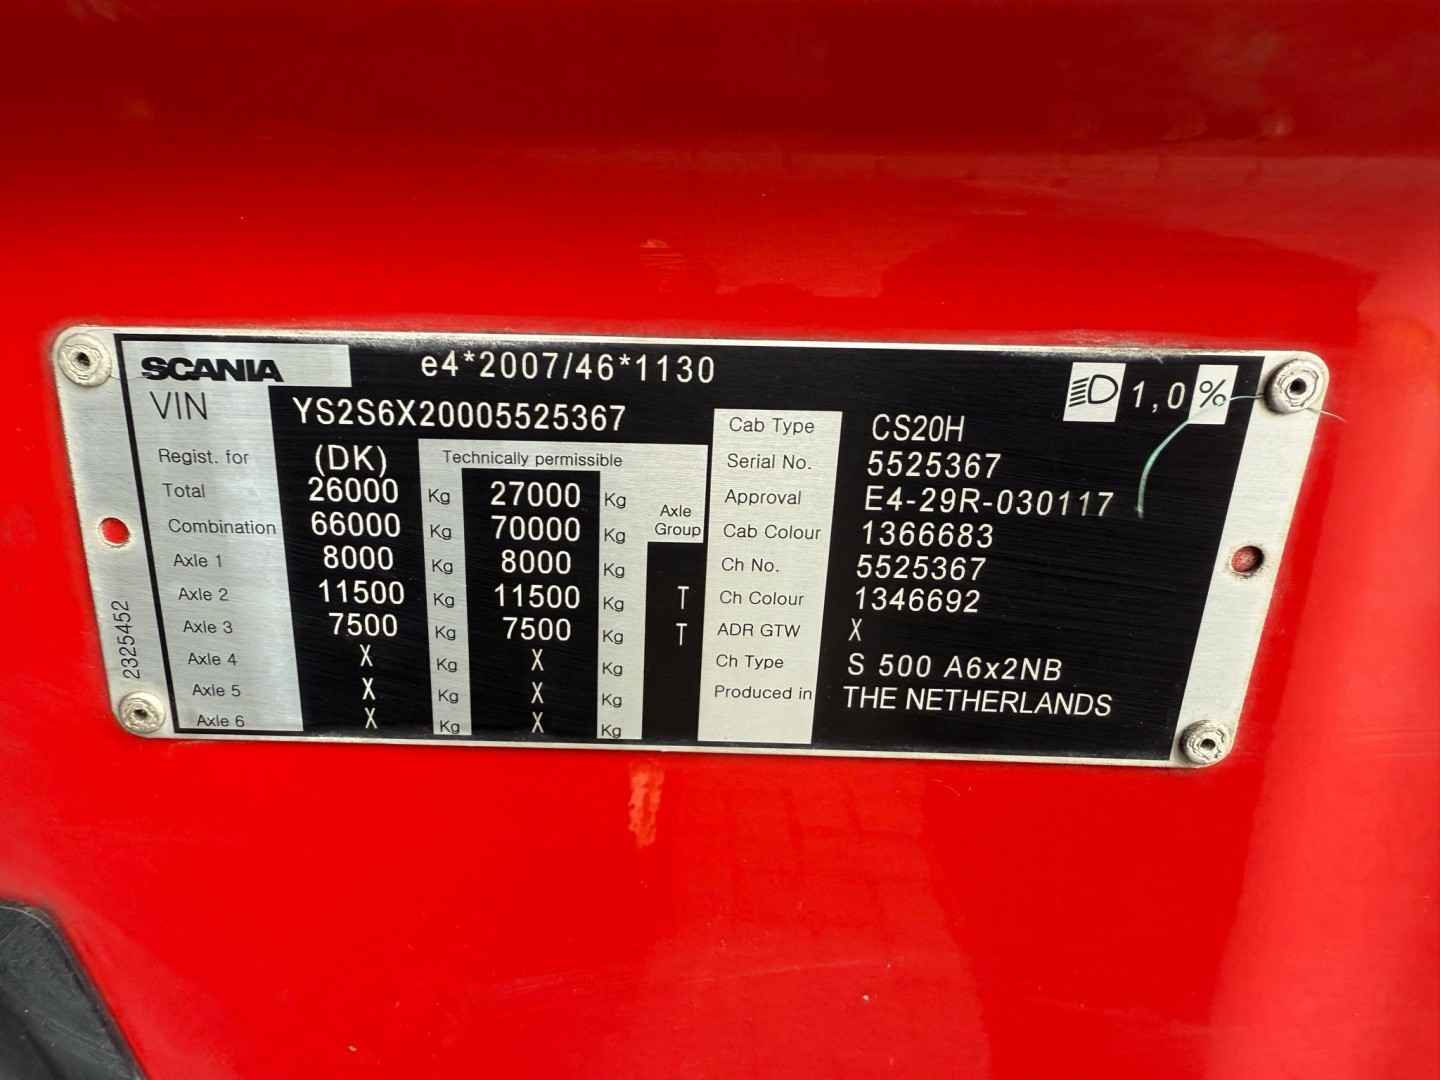 SCANIA e4*2007/46*1130 1,0 %
VIN YS2S6X20005525367
Regist. for (DK) Technically permissible
Total 26000 Kg 27000 Kg Axle Group
Combination 66000 Kg 70000 Kg
Axle 1 8000 Kg 8000 Kg
Axle 2 11500 Kg 11500 Kg T
Axle 3 7500 Kg 7500 Kg T
Axle 4 X Kg X Kg
Axle 5 X Kg X Kg
Axle 6 X Kg X Kg
Cab Type CS20H
Serial No. 5525367
Approval E4-29R-030117
Cab Colour 1366683
Ch No. 5525367
Ch Colour 1346692
ADR GTW X
Ch Type S 500 A6x2NB
Produced in THE NETHERLANDS
2325452